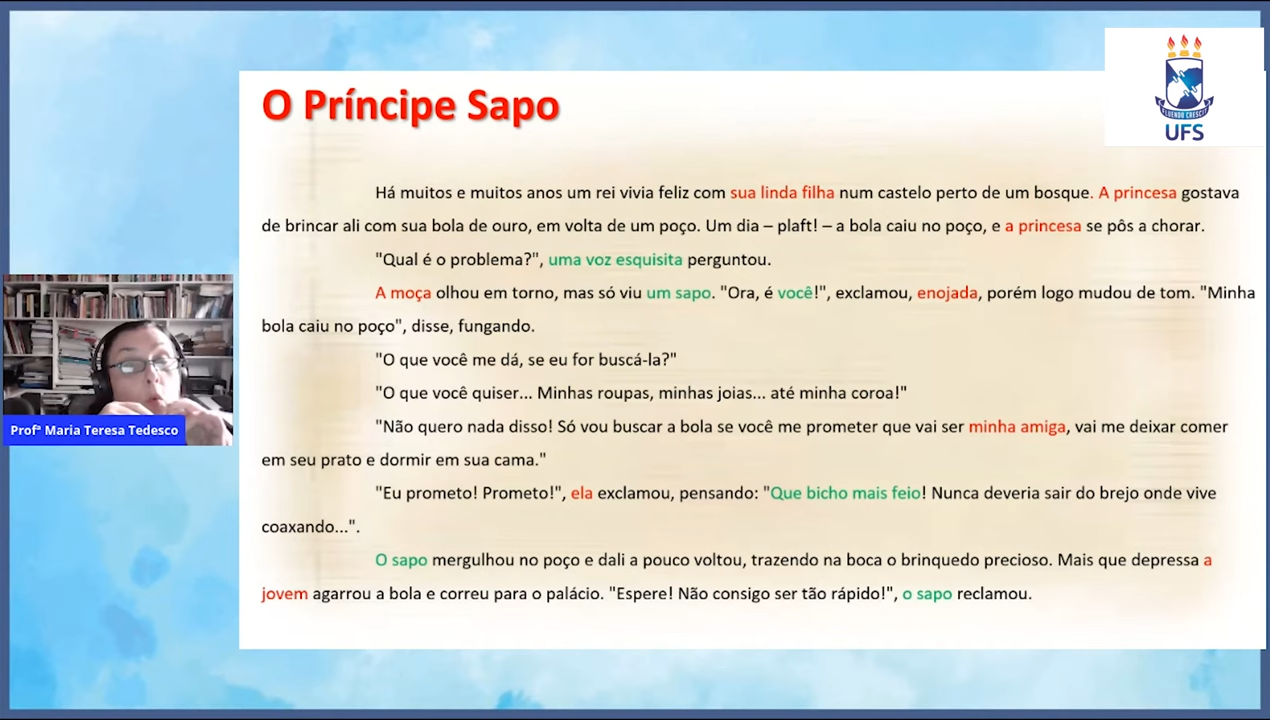 O Príncipe Sapo
UFS
Há muitos e muitos anos um rei vivia feliz com sua linda filha num castelo perto de um bosque. A princesa gostava
de brincar ali com sua bola de ouro, em volta de um poço. Um dia – plaft! – a bola caiu no poço, e a princesa se pôs a chorar.
"Qual é o problema?", uma voz esquisita perguntou.
A moça olhou em torno, mas só viu um sapo. "Ora, é você!", exclamou, enojada, porém logo mudou de tom. "Minha
bola caiu no poço", disse, fungando.
"O que você me dá, se eu for buscá-la?"
"O que você quiser... Minhas roupas, minhas joias... até minha coroa!"
"Não quero nada disso! Só vou buscar a bola se você me prometer que vai ser minha amiga, vai me deixar comer
em seu prato e dormir em sua cama."
"Eu prometo! Prometo!", ela exclamou, pensando: "Que bicho mais feio! Nunca deveria sair do brejo onde vive
coaxando...".
O sapo mergulhou no poço e dali a pouco voltou, trazendo na boca o brinquedo precioso. Mais que depressa a
jovem agarrou a bola e correu para o palácio. "Espere! Não consigo ser tão rápido!", o sapo reclamou.
Profª Maria Teresa Tedesco